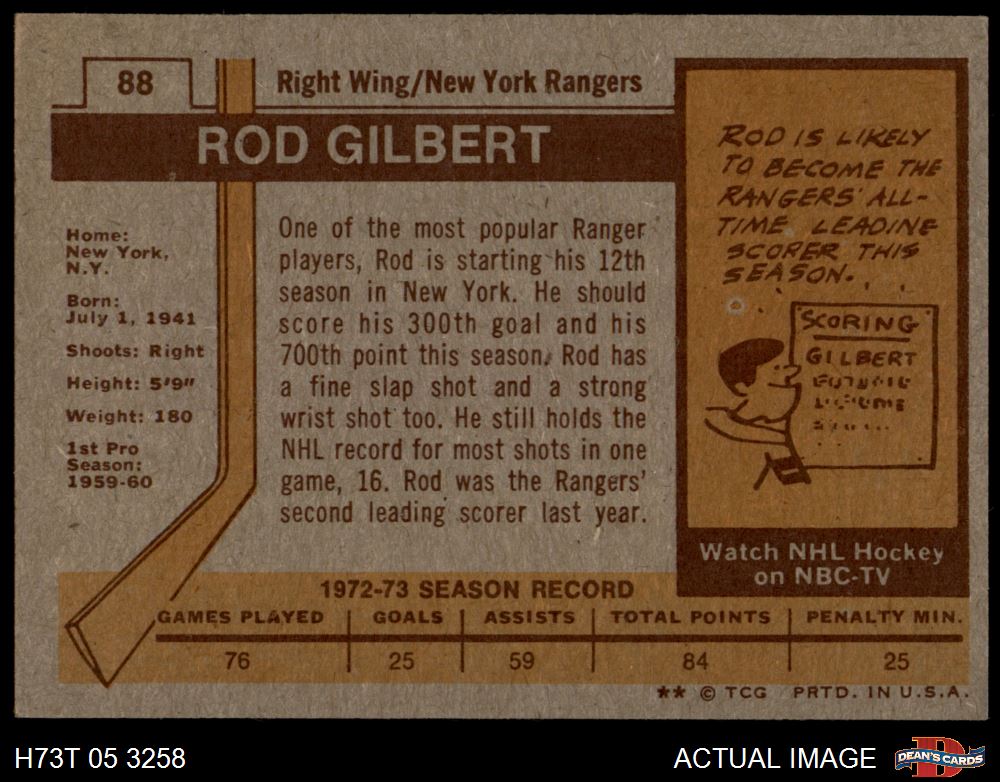 88
Right Wing/New York Rangers
ROD GILBERT
Home:
New York,
N.Y.
Born:
July 1, 1941
Shoots: Right
Height: 5'9"
Weight: 180
1st Pro
Season:
1959-60
One of the most popular Ranger
players, Rod is starting his 12th
season in New York. He should
score his 300th goal and his
700th point this season. Rod has
a fine slap shot and a strong
wrist shot too. He still holds the
NHL record for most shots in one
game, 16. Rod was the Rangers'
second leading scorer last year.
ROD IS LIKELY
TO BECOME THE
RANGERS' ALL-
TIME LEADING
SCORER THIS
SEASON.
SCORING
GILBERT
Watch NHL Hockey
on NBC-TV
1972-73 SEASON RECORD
GAMES PLAYED GOALS ASSISTS TOTAL POINTS PENALTY MIN.
76 25 59 84 25
** © TCG PRTD. IN U.S.A.
H73T 05 3258
ACTUAL IMAGE
DEAN'S CARDS